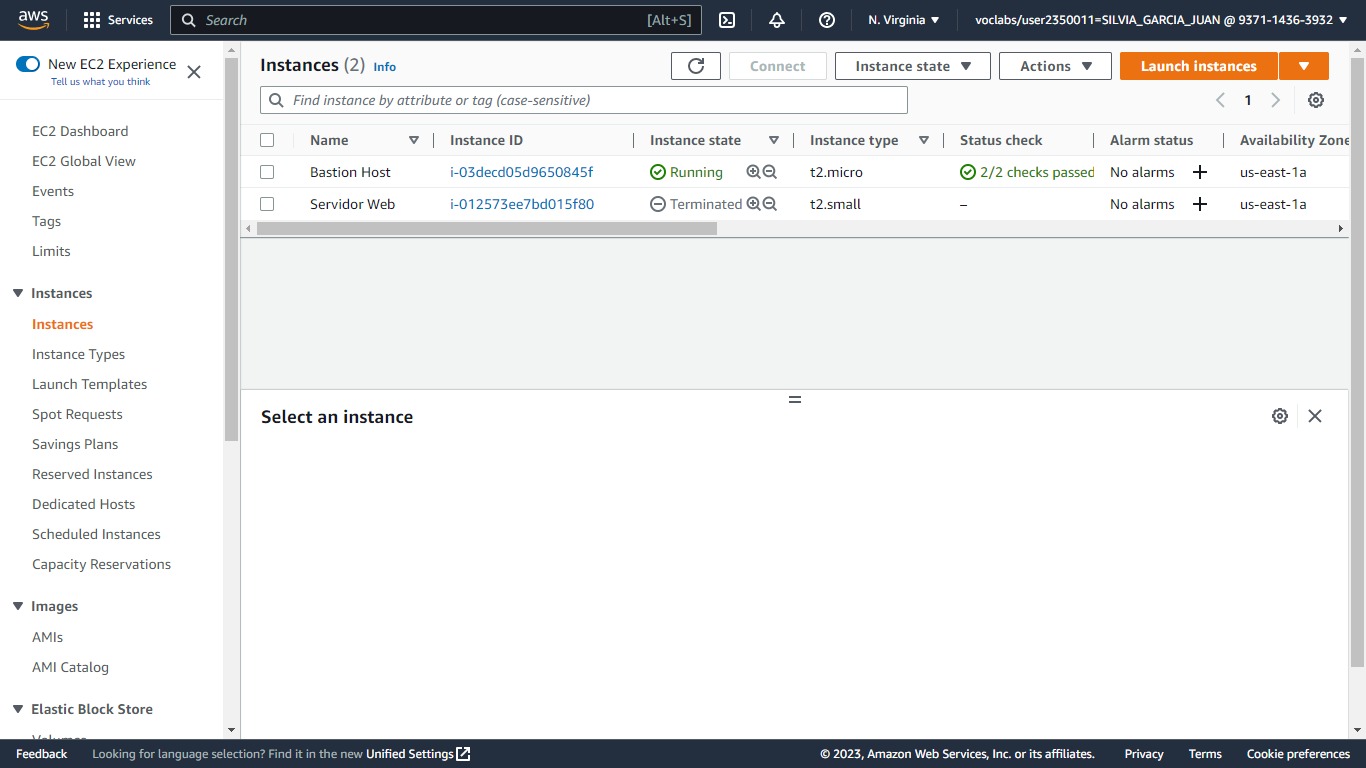 aws
Services
Search [Alt+S]
N. Virginia
voclabs/user2350011=SILVIA_GARCIA_JUAN @ 9371-1436-3932
New EC2 Experience
Tell us what you think
EC2 Dashboard
EC2 Global View
Events
Tags
Limits
Instances
Instances
Instance Types
Launch Templates
Spot Requests
Savings Plans
Reserved Instances
Dedicated Hosts
Scheduled Instances
Capacity Reservations
Images
AMIs
AMI Catalog
Elastic Block Store
Volumes
Instances (2) Info
Connect
Instance state
Actions
Launch instances
Find instance by attribute or tag (case-sensitive)
1
Name Instance ID Instance state Instance type Status check Alarm status Availability Zone
Bastion Host i-03decd05d9650845f Running t2.micro 2/2 checks passed No alarms + us-east-1a
Servidor Web i-012573ee7bd015f80 Terminated t2.small – No alarms + us-east-1a
Select an instance
Feedback Looking for language selection? Find it in the new Unified Settings
© 2023, Amazon Web Services, Inc. or its affiliates. Privacy Terms Cookie preferences